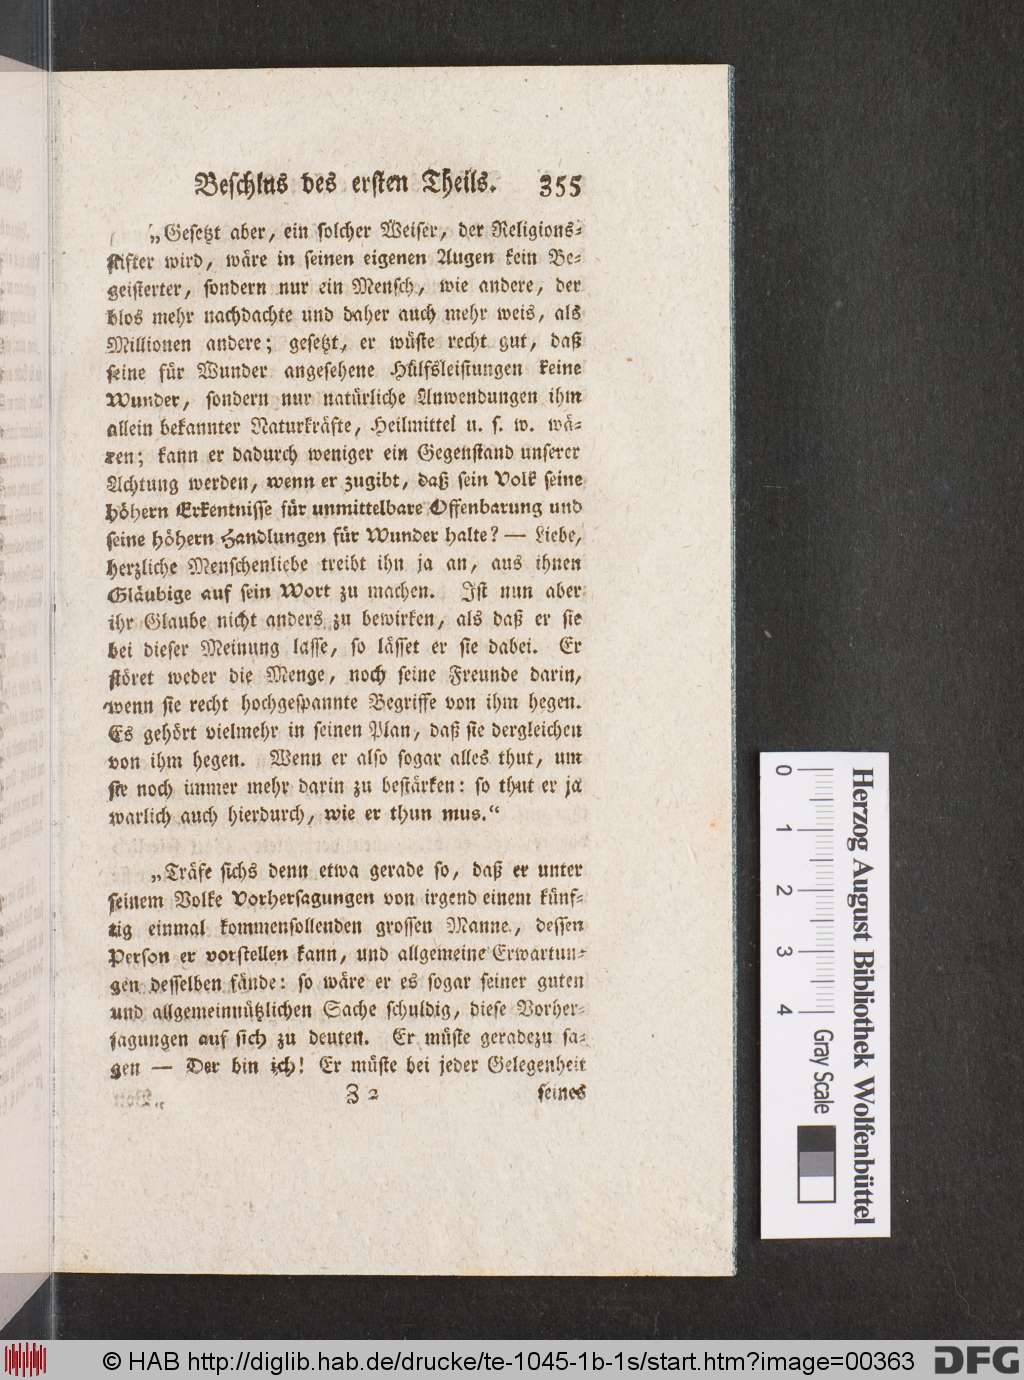 Beschlus des ersten Theils. 355
„Gesetzt aber, ein solcher Weiser, der Religions-
stifter wird, wäre in seinen eigenen Augen kein Be-
geisterter, sondern nur ein Mensch, wie andere, der
blos mehr nachdachte und daher auch mehr weis, als
Millionen andere; gesetzt, er wüste recht gut, daß
seine für Wunder angesehene Hülfsleistungen keine
Wunder, sondern nur natürliche Anwendungen ihm
allein bekannter Naturkräfte, Heilmittel u. s. w. wä-
ren; kann er dadurch weniger ein Gegenstand unserer
Achtung werden, wenn er zugibt, daß sein Volk seine
höhern Erkentnisse für unmittelbare Offenbarung und
seine höhern Handlungen für Wunder halte? — Liebe,
herzliche Menschenliebe treibt ihn ja an, aus ihnen
Gläubige auf sein Wort zu machen. Ist nun aber
ihr Glaube nicht anders zu bewirken, als daß er sie
bei dieser Meinung lasse, so lässet er sie dabei. Er
störet weder die Menge, noch seine Freunde darin,
wenn sie recht hochgespannte Begriffe von ihm hegen.
Es gehört vielmehr in seinen Plan, daß sie dergleichen
von ihm hegen. Wenn er also sogar alles thut, um
sie noch immer mehr darin zu bestärken: so thut er ja
warlich auch hierdurch, wie er thun mus.“
„Träfe sichs denn etwa gerade so, daß er unter
seinem Volke Vorhersagungen von irgend einem künf-
tig einmal kommensollenden grossen Manne, dessen
Person er vorstellen kann, und allgemeine Erwartun-
gen desselben fände: so wäre er es sogar seiner guten
und allgemeinnützlichen Sache schuldig, diese Vorher-
sagungen auf sich zu deuten. Er müste geradezu sa-
gen — Der bin ich! Er müste bei jeder Gelegenheit
Z 2 seines
0 1 2 3 4 Gray Scale
Herzog August Bibliothek Wolfenbüttel
© HAB http://diglib.hab.de/drucke/te-1045-1b-1s/start.htm?image=00363 DFG